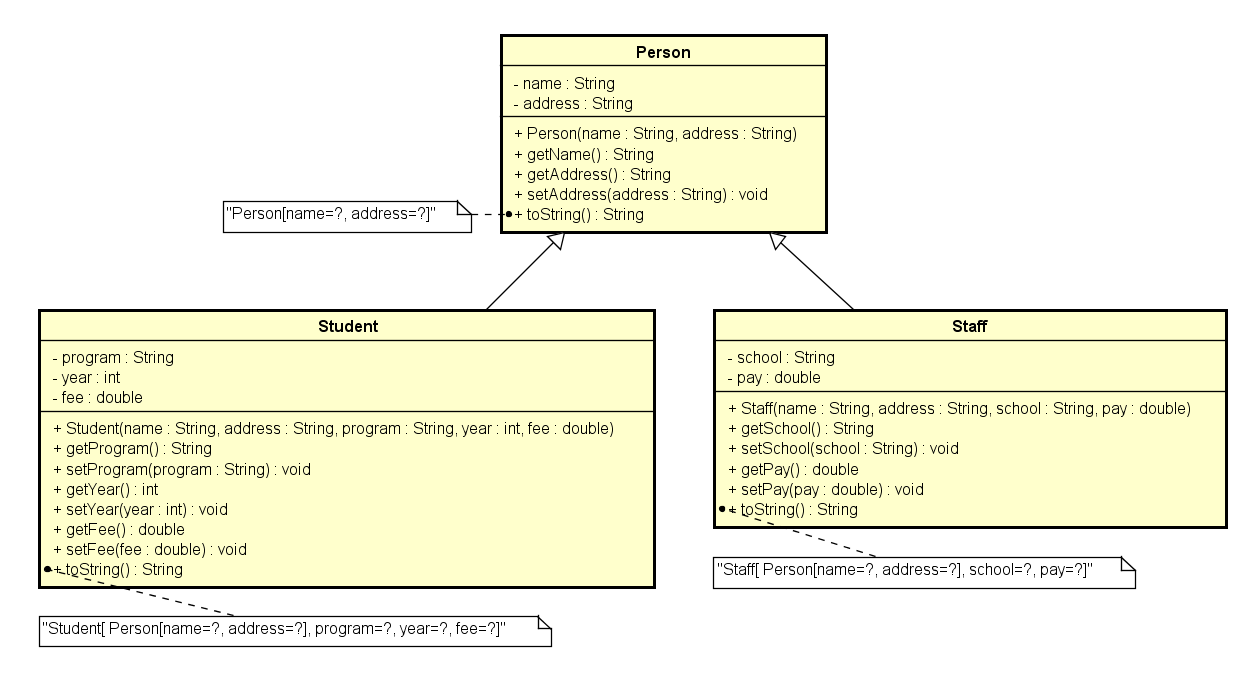 Person
- name : String
- address : String
+ Person(name : String, address : String)
+ getName() : String
+ getAddress() : String
+ setAddress(address : String) : void
+ toString() : String
"Person[name=?, address=?]"
Student
- program : String
- year : int
- fee : double
+ Student(name : String, address : String, program : String, year : int, fee : double)
+ getProgram() : String
+ setProgram(program : String) : void
+ getYear() : int
+ setYear(year : int) : void
+ getFee() : double
+ setFee(fee : double) : void
+ toString() : String
"Student[ Person[name=?, address=?], program=?, year=?, fee=?]"
Staff
- school : String
- pay : double
+ Staff(name : String, address : String, school : String, pay : double)
+ getSchool() : String
+ setSchool(school : String) : void
+ getPay() : double
+ setPay(pay : double) : void
+ toString() : String
"Staff[ Person[name=?, address=?], school=?, pay=?]"